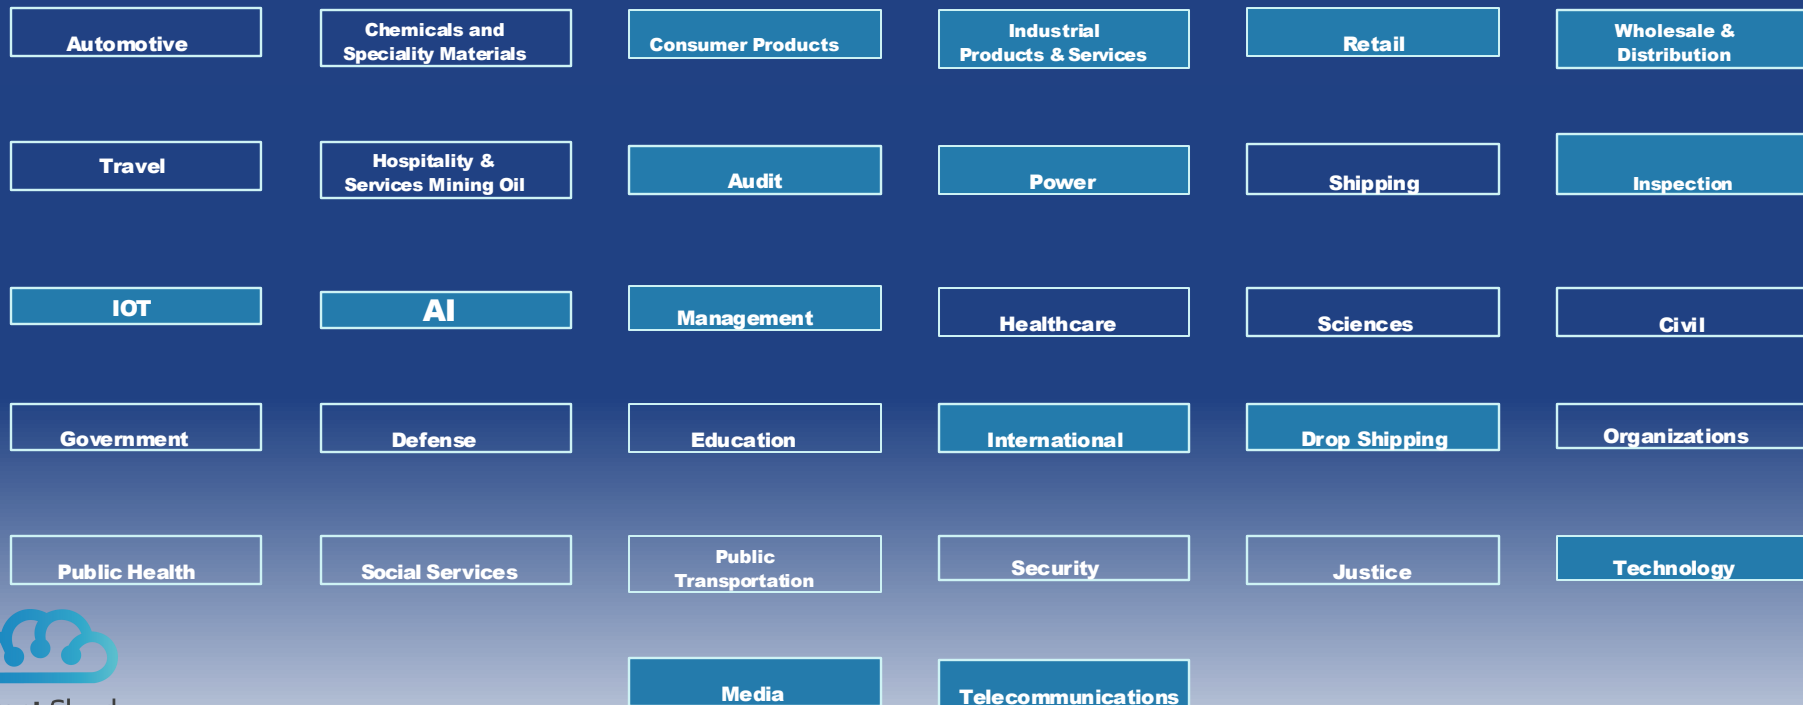 Automotive
Chemicals and
Speciality Materials
Consumer Products
Industrial
Products & Services
Retail
Wholesale &
Distribution
Travel
Hospitality &
Services Mining Oil
Audit
Power
Shipping
Inspection
IOT
AI
Management
Healthcare
Sciences
Civil
Government
Defense
Education
International
Drop Shipping
Organizations
Public Health
Social Services
Public
Transportation
Security
Justice
Technology
Media
Telecommunications